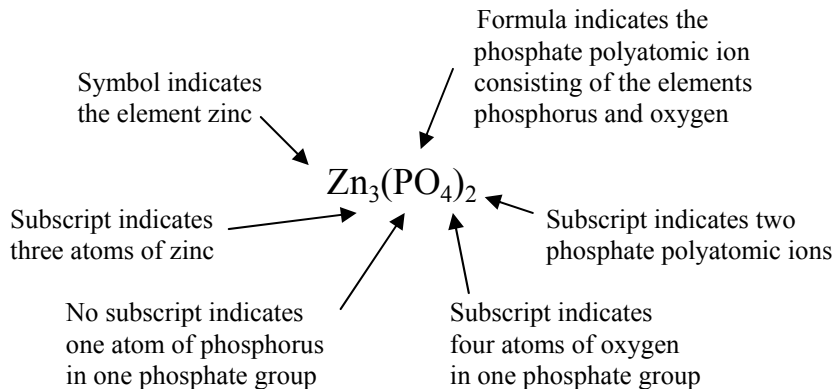 Formula indicates the
phosphate polyatomic ion
consisting of the elements
phosphorus and oxygen
Symbol indicates
the element zinc
Zn₃(PO₄)₂
Subscript indicates
three atoms of zinc
Subscript indicates two
phosphate polyatomic ions
No subscript indicates
one atom of phosphorus
in one phosphate group
Subscript indicates
four atoms of oxygen
in one phosphate group